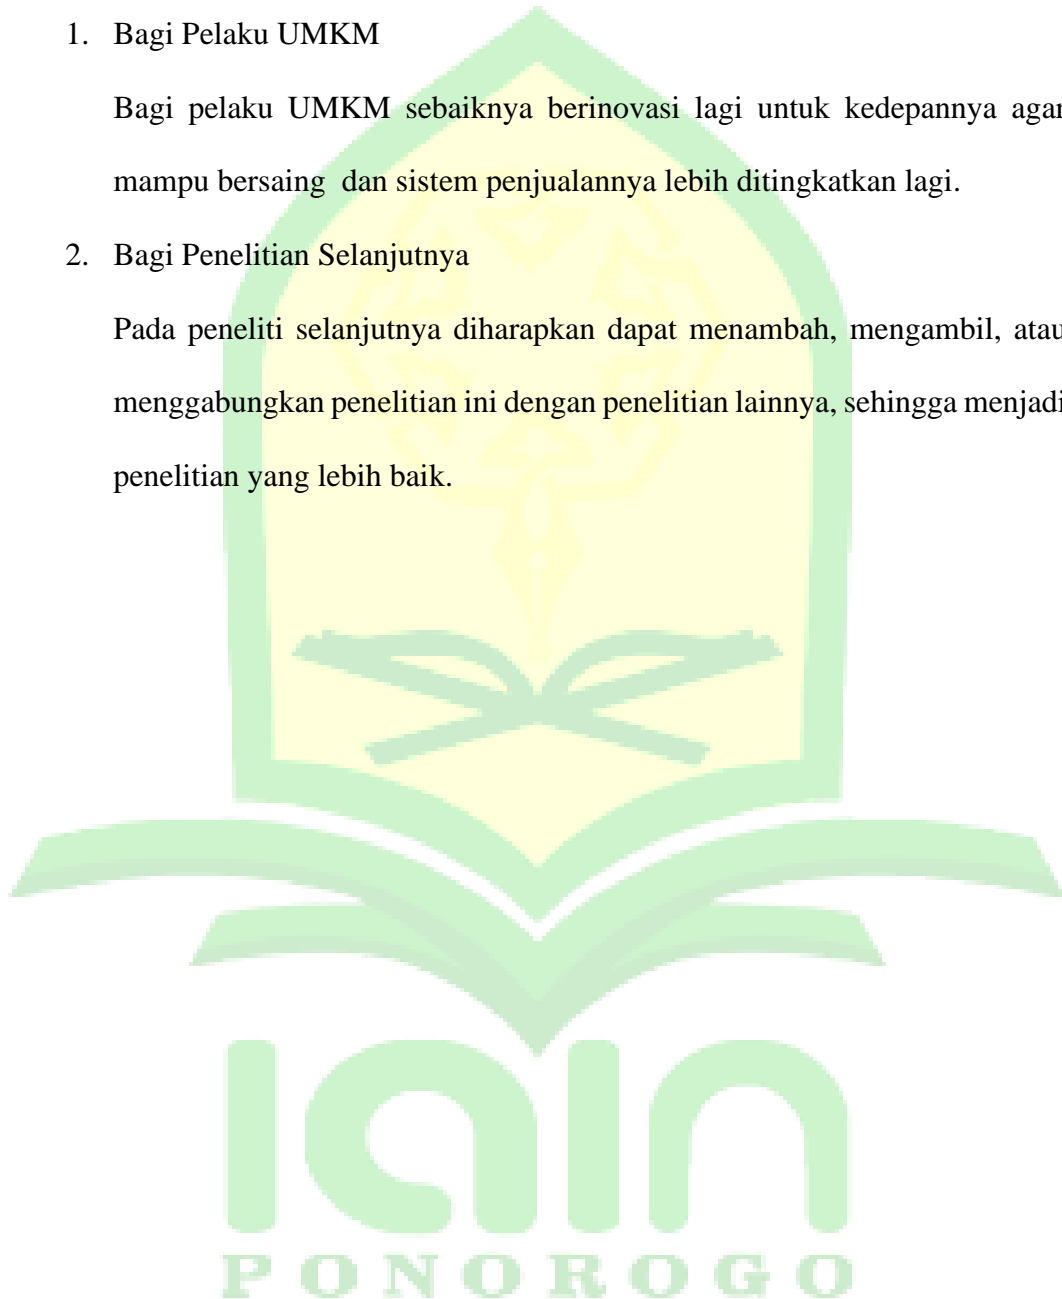 1. Bagi Pelaku UMKM
Bagi pelaku UMKM sebaiknya berinovasi lagi untuk kedepannya agar
mampu bersaing  dan sistem penjualannya lebih ditingkatkan lagi.
2. Bagi Penelitian Selanjutnya
Pada peneliti selanjutnya diharapkan dapat menambah, mengambil, atau
menggabungkan penelitian ini dengan penelitian lainnya, sehingga menjadi
penelitian yang lebih baik.
iain
PONOROGO